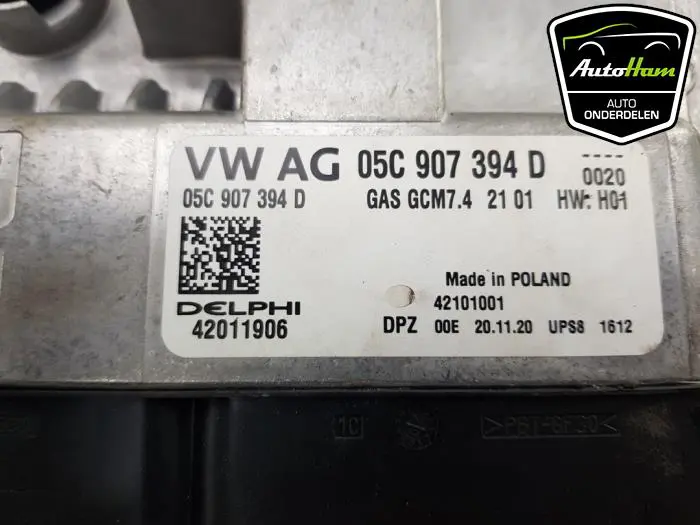 AutoHam
AUTO
ONDERDELEN
VW AG 05C 907 394 D
----
0020
05C 907 394 D GAS GCM7.4 21 01 HW: H01
Made in POLAND
DELPHI
42101001
42011906
DPZ 00E 20.11.20 UPS8 1612
1C